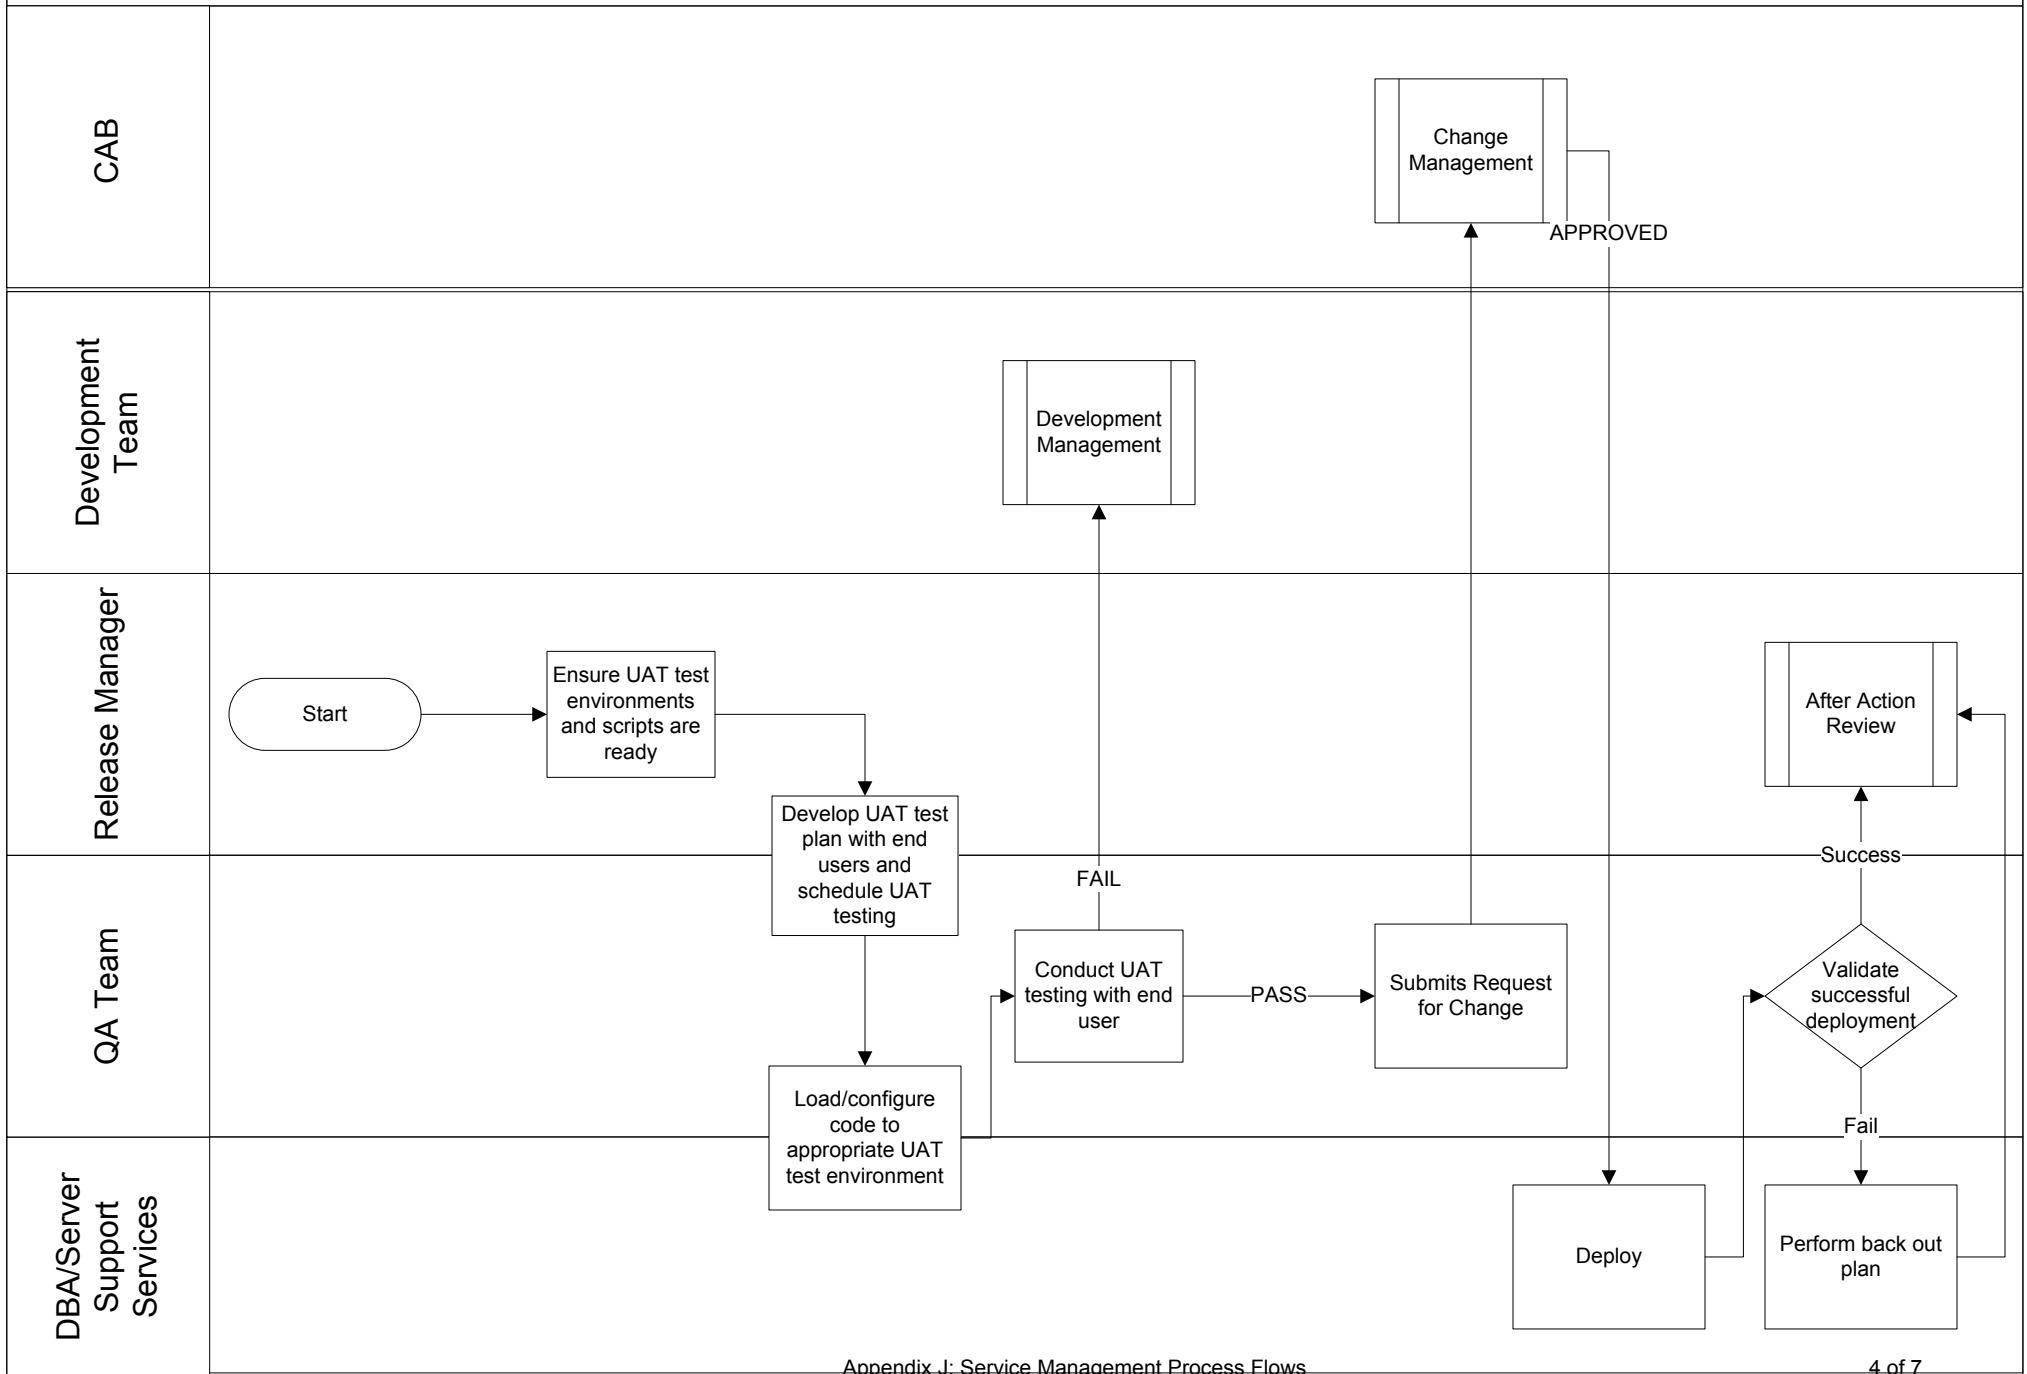 CAB
Change
Management
APPROVED
Development
Team
Development
Management
Release Manager
Start
Ensure UAT test
environments
and scripts are
ready
Develop UAT test
plan with end
users and
schedule UAT
testing
After Action
Review
Success
QA Team
FAIL
Conduct UAT
testing with end
user
PASS
Submits Request
for Change
Validate
successful
deployment
Load/configure
code to
appropriate UAT
test environment
Fail
DBA/Server
Support
Services
Deploy
Perform back out
plan
Appendix J: Service Management Process Flows
4 of 7